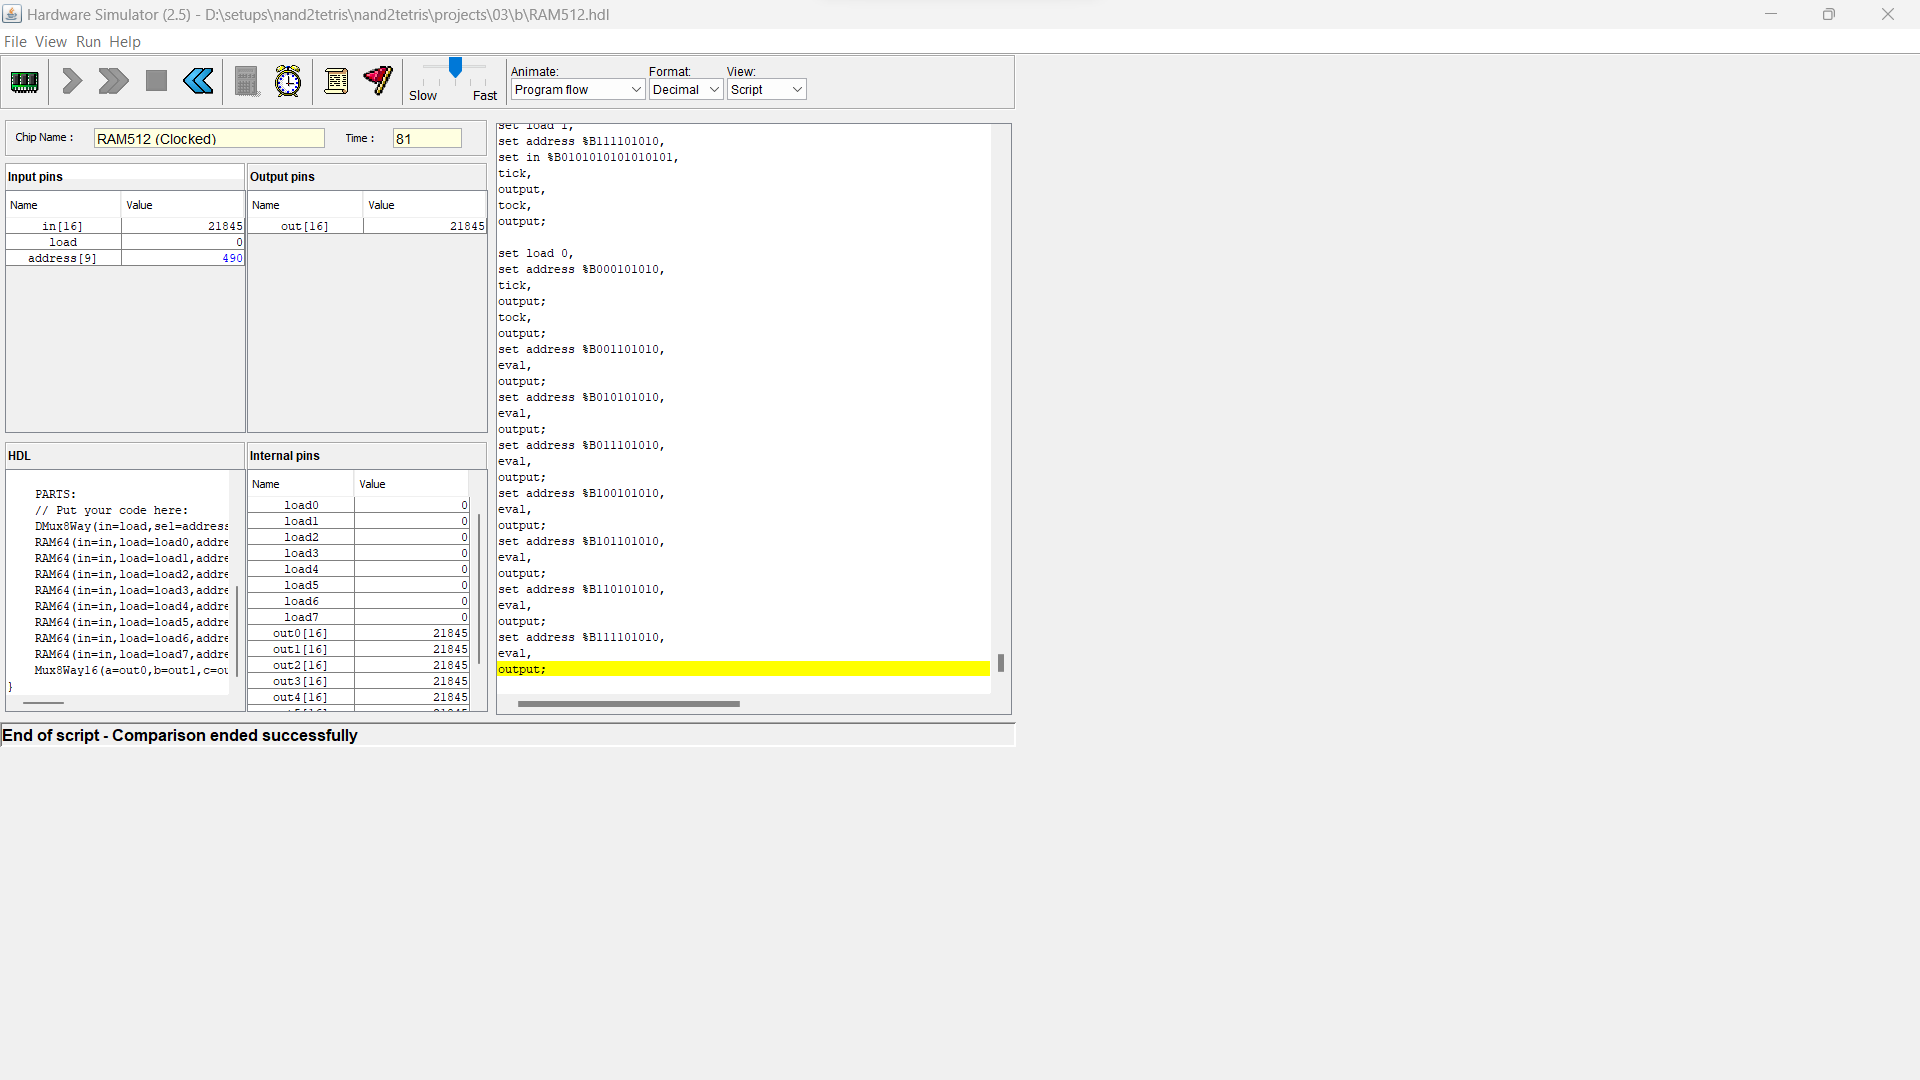 Hardware Simulator (2.5) - D:\setups\nand2tetris\nand2tetris\projects\03\b\RAM512.hdl
File View Run Help
Slow Fast
Animate: Format: View:
Program flow Decimal Script
Chip Name : RAM512 (Clocked) Time : 81
Input pins
Name Value
in[16] 21845
load 0
address[9] 490
Output pins
Name Value
out[16] 21845
HDL
PARTS:
// Put your code here:
DMux8Way(in=load,sel=address
RAM64(in=in,load=load0,addre
RAM64(in=in,load=load1,addre
RAM64(in=in,load=load2,addre
RAM64(in=in,load=load3,addre
RAM64(in=in,load=load4,addre
RAM64(in=in,load=load5,addre
RAM64(in=in,load=load6,addre
RAM64(in=in,load=load7,addre
Mux8Way16(a=out0,b=out1,c=ou
}
Internal pins
Name Value
load0 0
load1 0
load2 0
load3 0
load4 0
load5 0
load6 0
load7 0
out0[16] 21845
out1[16] 21845
out2[16] 21845
out3[16] 21845
out4[16] 21845
set load 1,
set address %B111101010,
set in %B0101010101010101,
tick,
output,
tock,
output;
set load 0,
set address %B000101010,
tick,
output;
tock,
output;
set address %B001101010,
eval,
output;
set address %B010101010,
eval,
output;
set address %B011101010,
eval,
output;
set address %B100101010,
eval,
output;
set address %B101101010,
eval,
output;
set address %B110101010,
eval,
output;
set address %B111101010,
eval,
output;
End of script - Comparison ended successfully